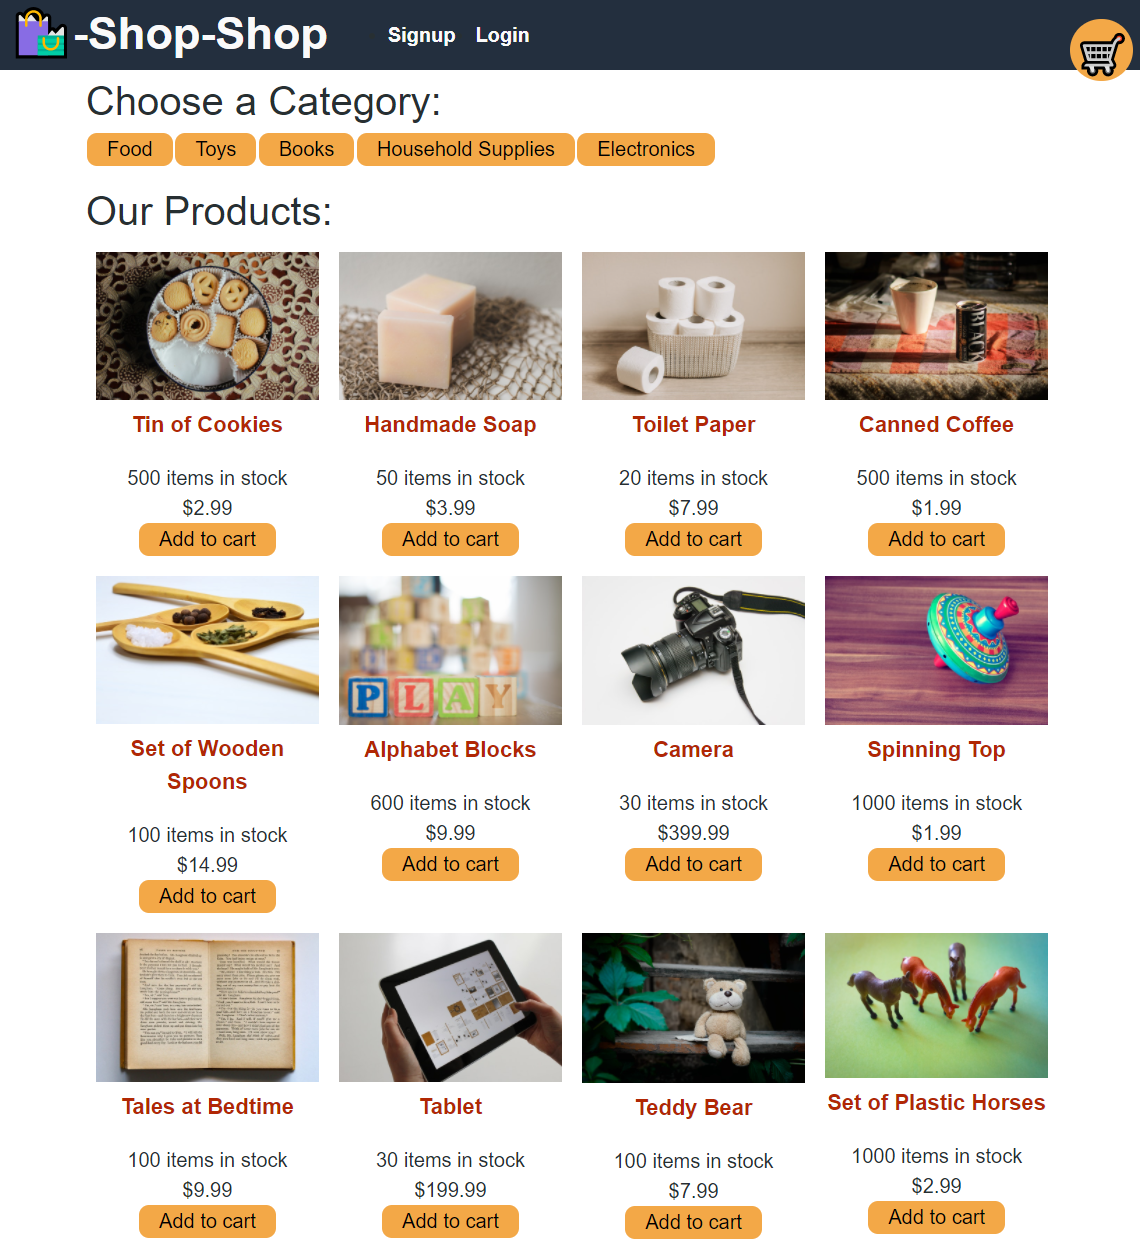 -Shop-Shop
Signup Login
Choose a Category:
Food Toys Books Household Supplies Electronics
Our Products:
BLACK
Tin of Cookies
Handmade Soap
Toilet Paper
Canned Coffee
500 items in stock
50 items in stock
20 items in stock
500 items in stock
$2.99
$3.99
$7.99
$1.99
Add to cart
Add to cart
Add to cart
Add to cart
PLAY
Set of Wooden
Spoons
Alphabet Blocks
Camera
Spinning Top
100 items in stock
600 items in stock
30 items in stock
1000 items in stock
$14.99
$9.99
$399.99
$1.99
Add to cart
Add to cart
Add to cart
Add to cart
Tales at Bedtime
Tablet
Teddy Bear
Set of Plastic Horses
100 items in stock
30 items in stock
100 items in stock
1000 items in stock
$9.99
$199.99
$7.99
$2.99
Add to cart
Add to cart
Add to cart
Add to cart